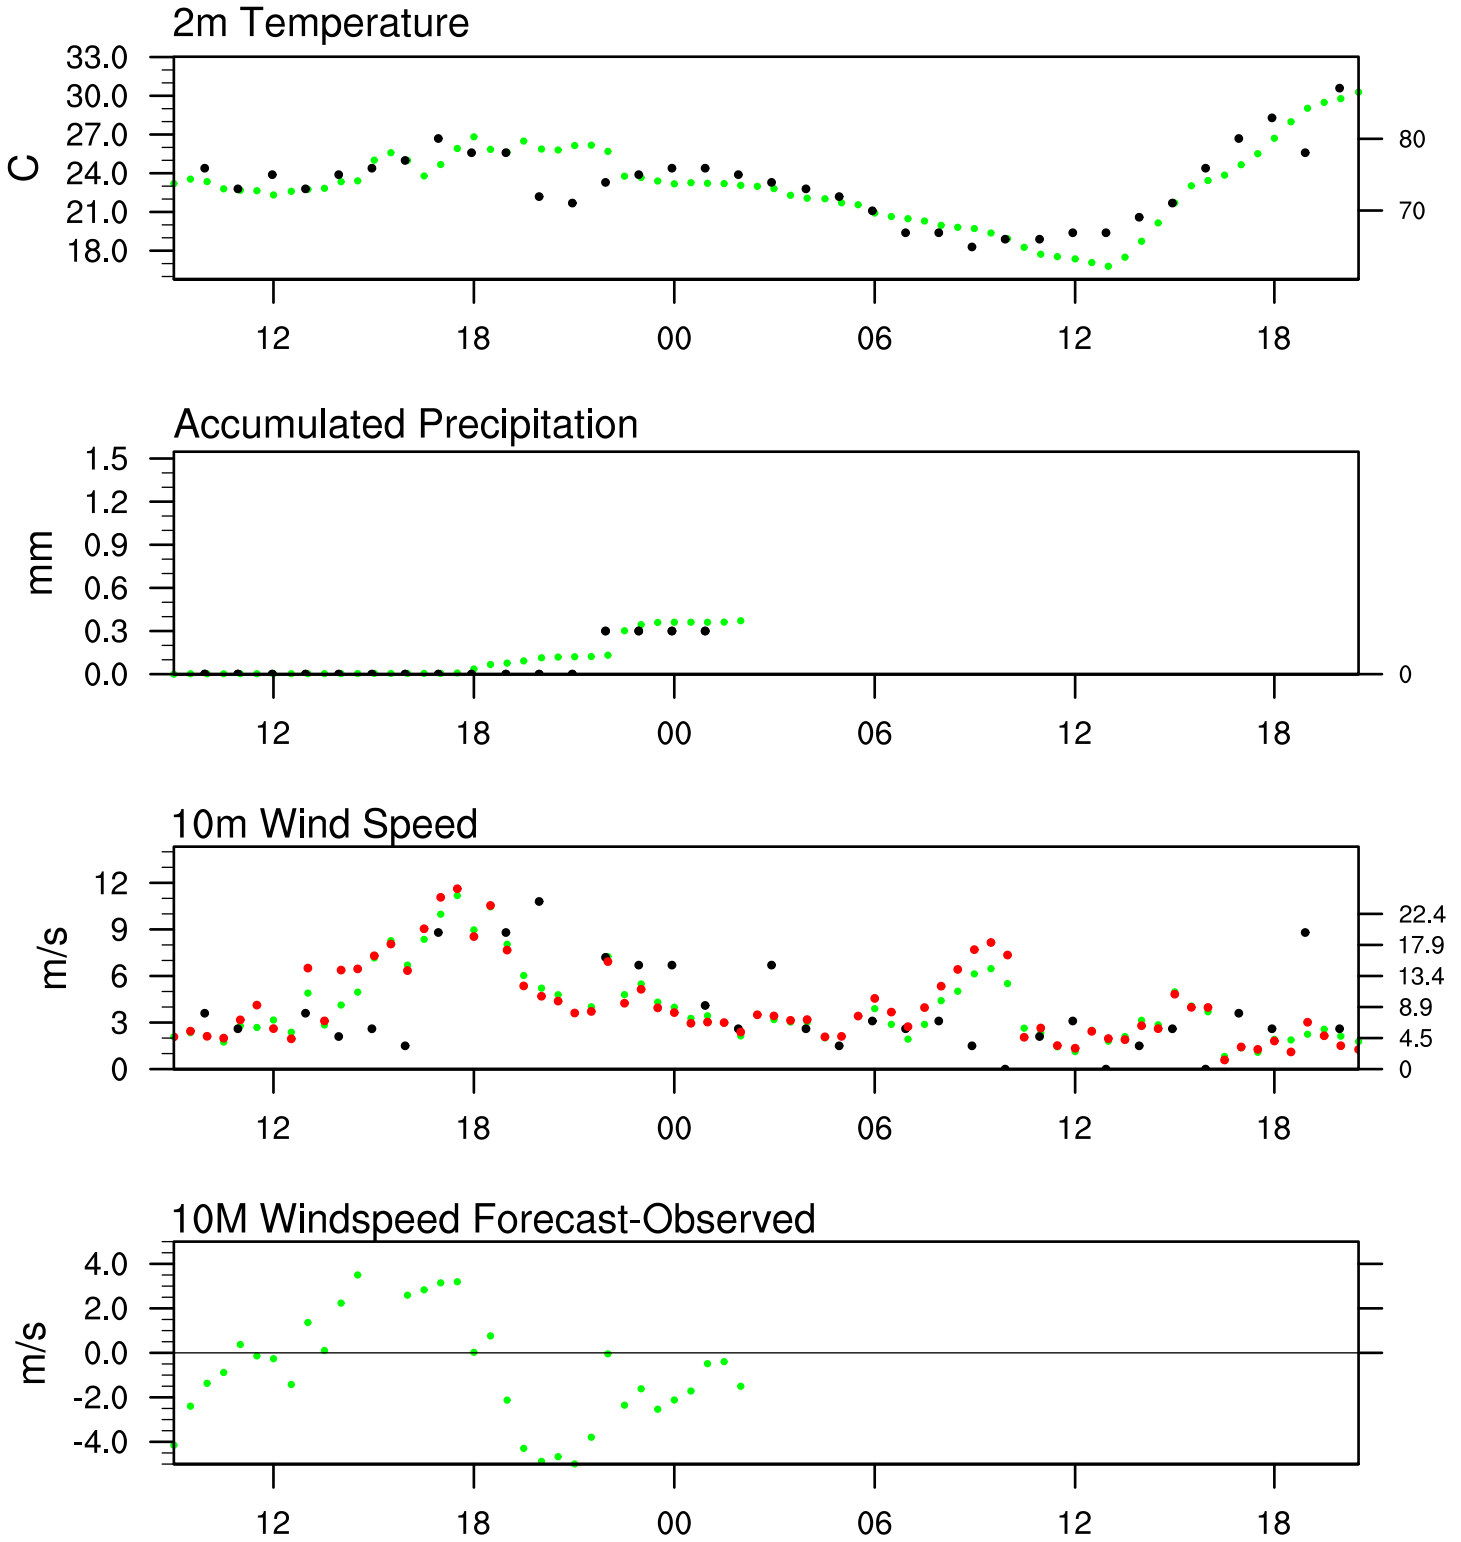 2m Temperature
33.0
30.0
27.0
24.0
21.0
18.0
C
80
70
12 18 00 06 12 18
Accumulated Precipitation
1.5
1.2
0.9
0.6
0.3
0.0
mm
0
12 18 00 06 12 18
10m Wind Speed
12
9
6
3
0
m/s
22.4
17.9
13.4
8.9
4.5
0
12 18 00 06 12 18
10M Windspeed Forecast-Observed
4.0
2.0
0.0
-2.0
-4.0
m/s
12 18 00 06 12 18